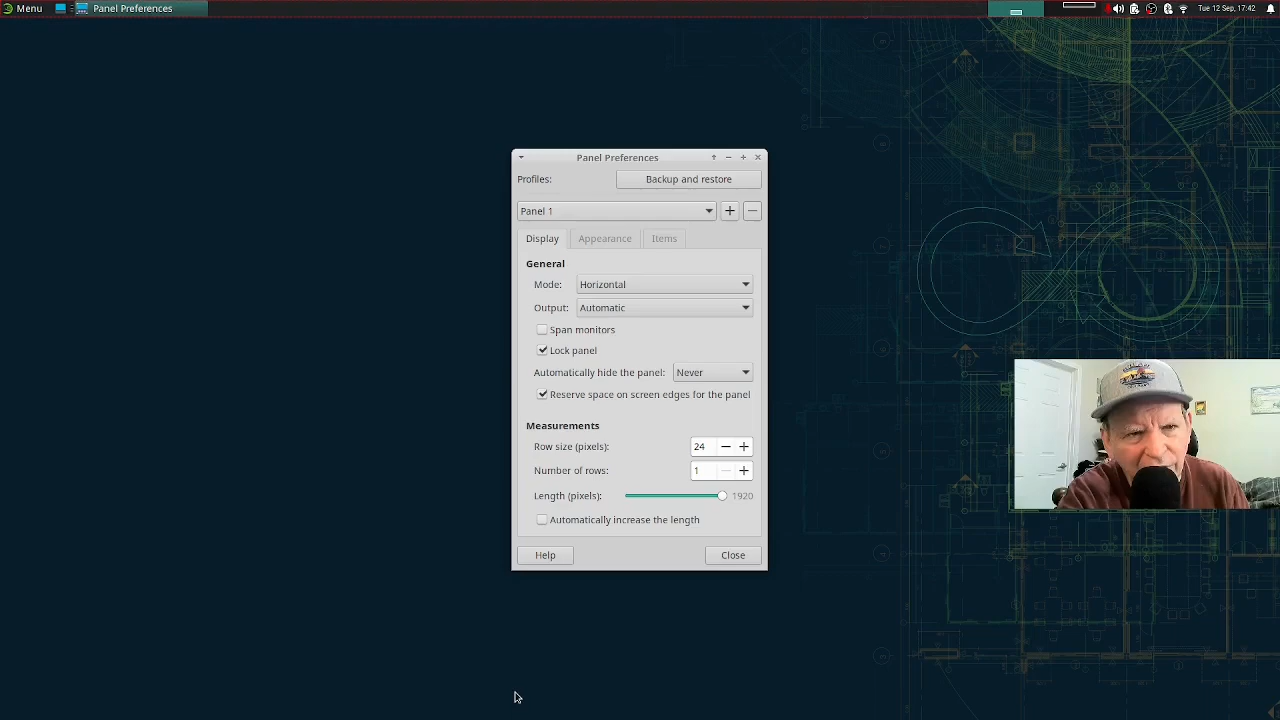 Menu
Panel Preferences
Tue 12 Sep, 17:42
Panel Preferences
Profiles:
Backup and restore
Panel 1
Display
Appearance
Items
General
Mode:
Horizontal
Output:
Automatic
Span monitors
Lock panel
Automatically hide the panel:
Never
Reserve space on screen edges for the panel
Measurements
Row size (pixels):
24
Number of rows:
1
Length (pixels):
1920
Automatically increase the length
Help
Close